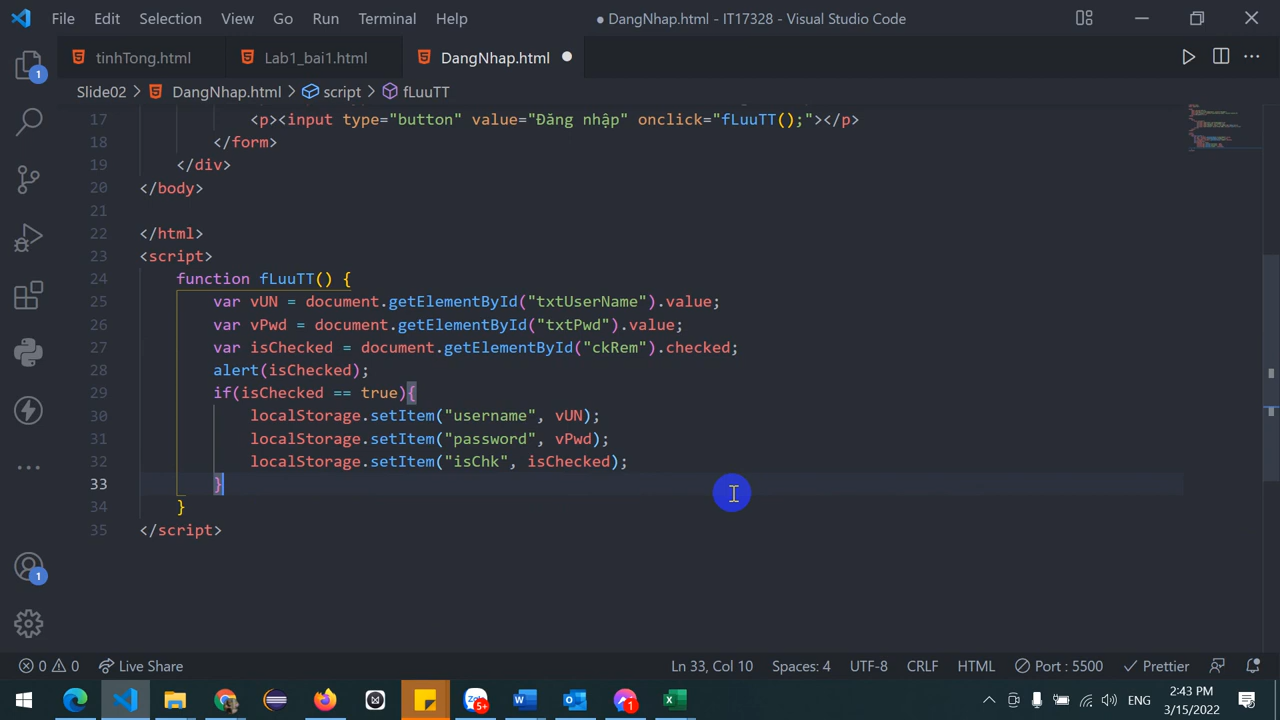 File Edit Selection View Go Run Terminal Help ● DangNhap.html - IT17328 - Visual Studio Code
tinhTong.html Lab1_bai1.html DangNhap.html
Slide02 > DangNhap.html > script > fLuuTT
17 <p><input type="button" value="Đăng nhập" onclick="fLuuTT();"></p>
18 </form>
19 </div>
20 </body>
21
22 </html>
23 <script>
24 function fLuuTT() {
25 var vUN = document.getElementById("txtUserName").value;
26 var vPwd = document.getElementById("txtPwd").value;
27 var isChecked = document.getElementById("ckRem").checked;
28 alert(isChecked);
29 if(isChecked == true){
30 localStorage.setItem("username", vUN);
31 localStorage.setItem("password", vPwd);
32 localStorage.setItem("isChk", isChecked);
33 }
34 }
35 </script>
1
1
0 0 Live Share Ln 33, Col 10 Spaces: 4 UTF-8 CRLF HTML Port : 5500 Prettier
5+ 1 ENG 2:43 PM
3/15/2022